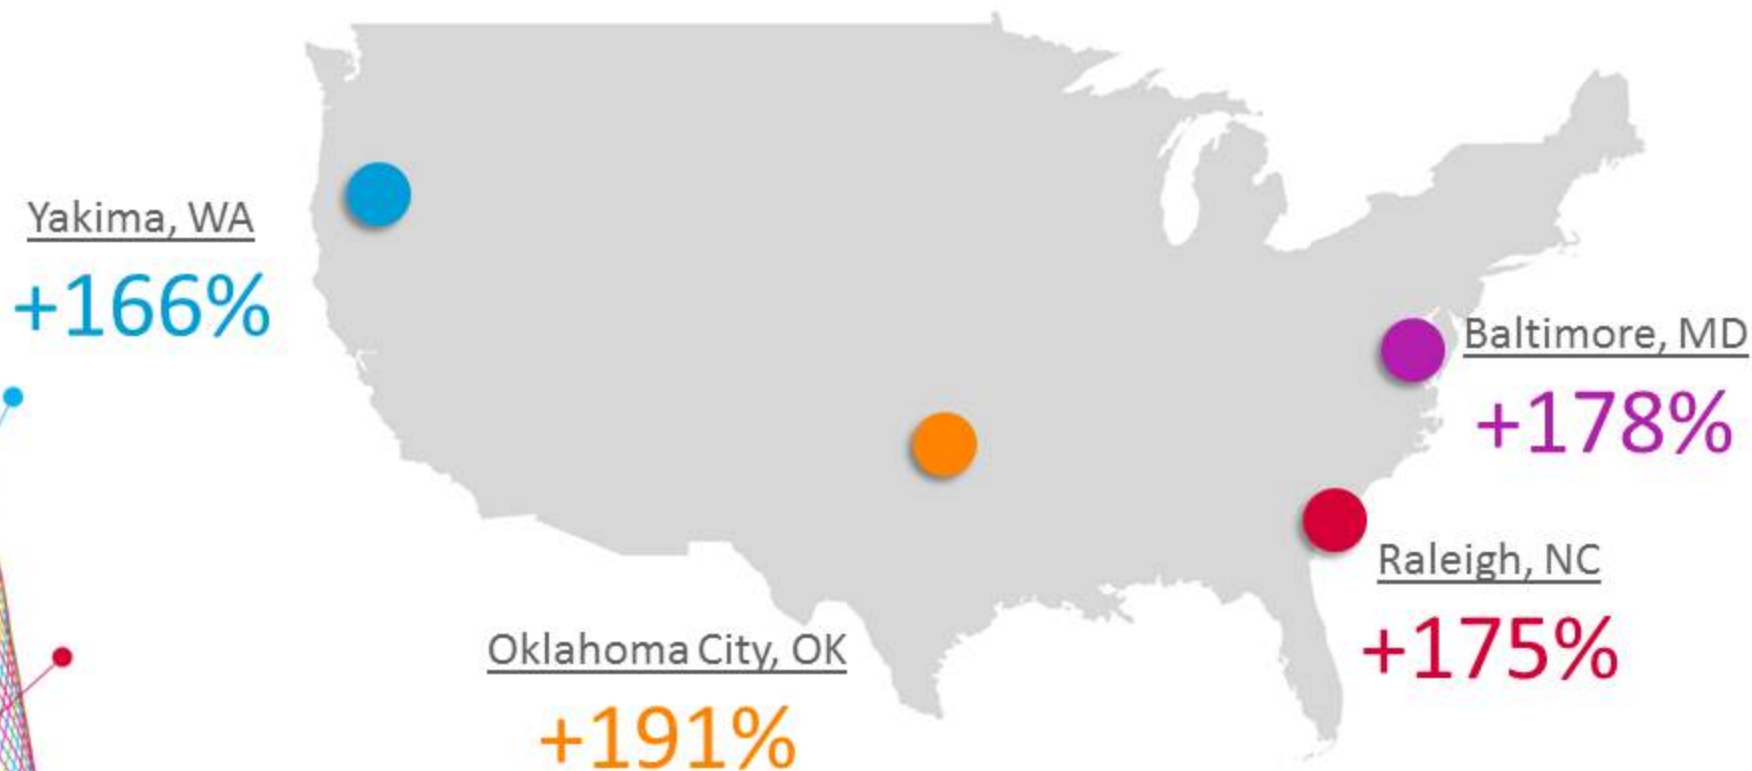 Yakima, WA
+166%
Baltimore, MD
+178%
Raleigh, NC
+175%
Oklahoma City, OK
+191%